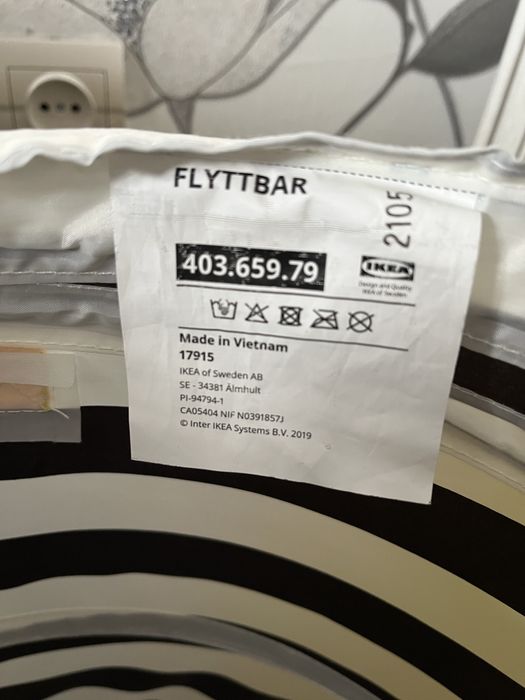 FLYTTBAR
2105
403.659.79
IKEA
Design and Quality
IKEA of Sweden
Made in Vietnam
17915
IKEA of Sweden AB
SE - 34381 Älmhult
PI-94794-1
CA05404 NIF N0391857J
© Inter IKEA Systems B.V. 2019